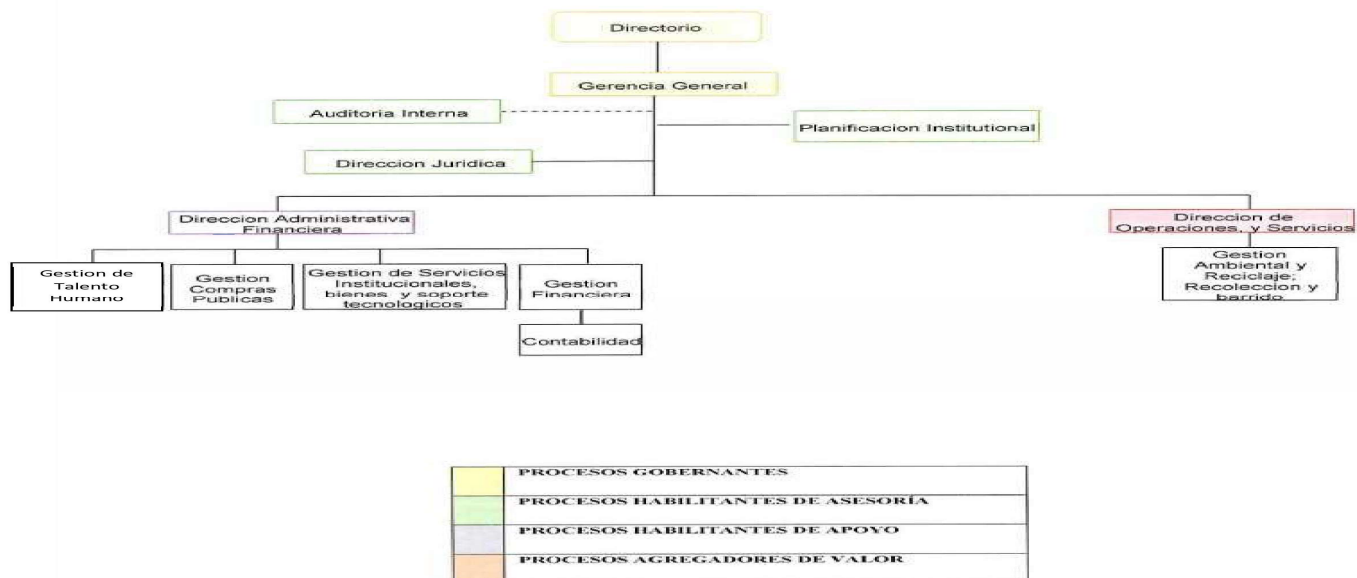 Directorio
Gerencia General
Auditoria Interna
Planificacion Institutional
Direccion Juridica
Direccion Administrativa
Financiera
Direccion de
Operaciones, y Servicios
Gestion de
Talento
Humano
Gestion
Compras
Publicas
Gestion de Servicios
Institucionales,
bienes y soporte
tecnologicos
Gestion
Financiera
Gestion
Ambiental y
Reciclaje;
Recoleccion y
barrido
Contabilidad
PROCESOS GOBERNANTES
PROCESOS HABILITANTES DE ASESORÍA
PROCESOS HABILITANTES DE APOYO
PROCESOS AGREGADORES DE VALOR